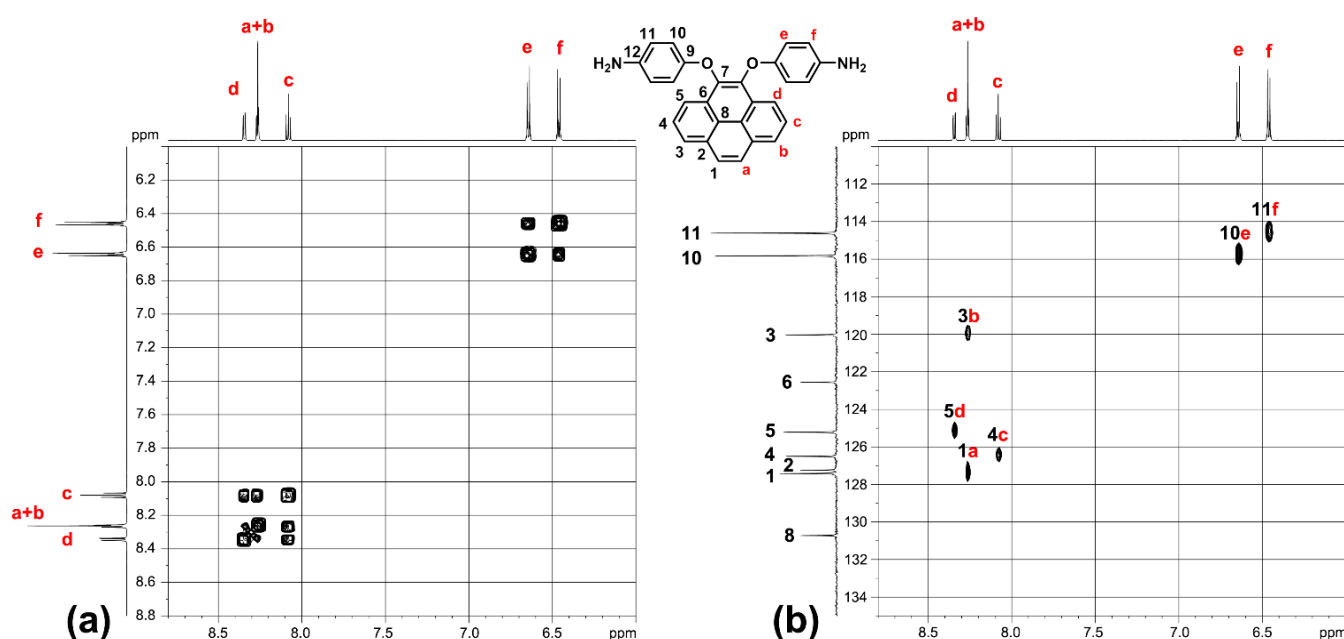 a+b
d
c
e
f
ppm
6.2
6.4
6.6
6.8
7.0
7.2
7.4
7.6
7.8
8.0
8.2
8.4
8.6
8.8
f
e
c
a+b
d
8.5
8.0
7.5
7.0
6.5
ppm
(a)
H2N
12
11
10
9
O
7
O
e
f
NH2
6
5
8
4
3
2
1
d
c
b
a
a+b
d
c
e
f
ppm
112
114
116
118
120
122
124
126
128
130
132
134
11
10
3
6
5
4
2
1
8
11f
10e
3b
5d
4c
1a
8.5
8.0
7.5
7.0
6.5
ppm
(b)